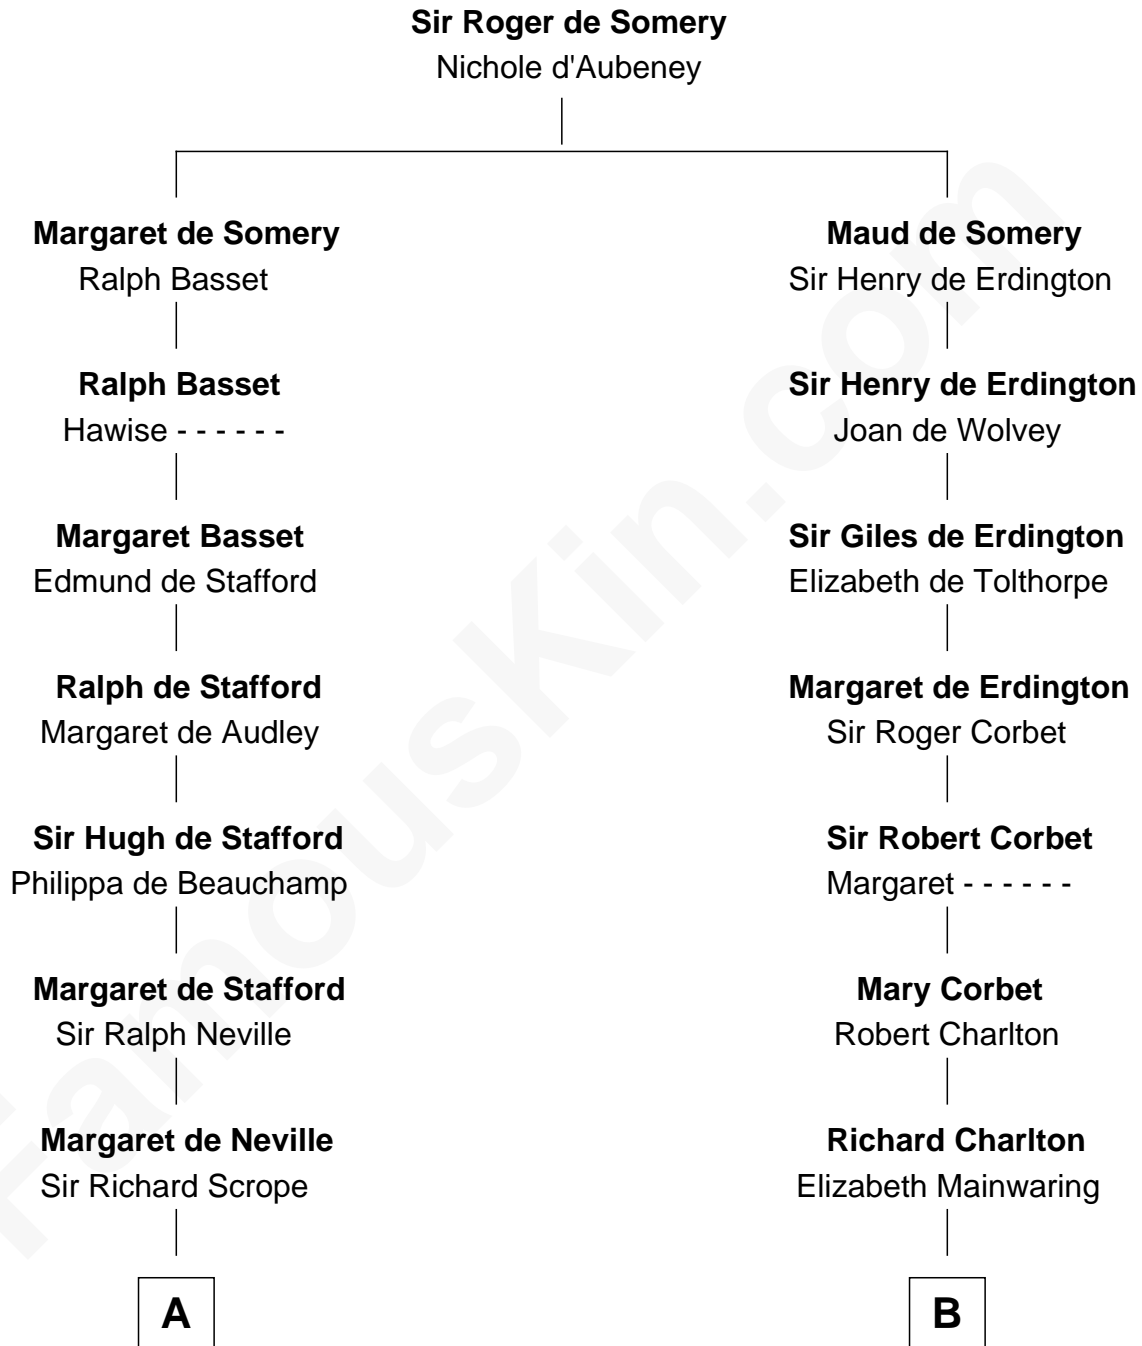 Sir Roger de Somery
Nichole d'Aubeney
Margaret de Somery
Ralph Basset
Maud de Somery
Sir Henry de Erdington
Ralph Basset
Hawise - - - - - -
Sir Henry de Erdington
Joan de Wolvey
Margaret Basset
Edmund de Stafford
Sir Giles de Erdington
Elizabeth de Tolthorpe
Ralph de Stafford
Margaret de Audley
Margaret de Erdington
Sir Roger Corbet
Sir Hugh de Stafford
Philippa de Beauchamp
Sir Robert Corbet
Margaret - - - - - -
Margaret de Stafford
Sir Ralph Neville
Mary Corbet
Robert Charlton
Margaret de Neville
Sir Richard Scrope
Richard Charlton
Elizabeth Mainwaring
A
B
FamousKin.com